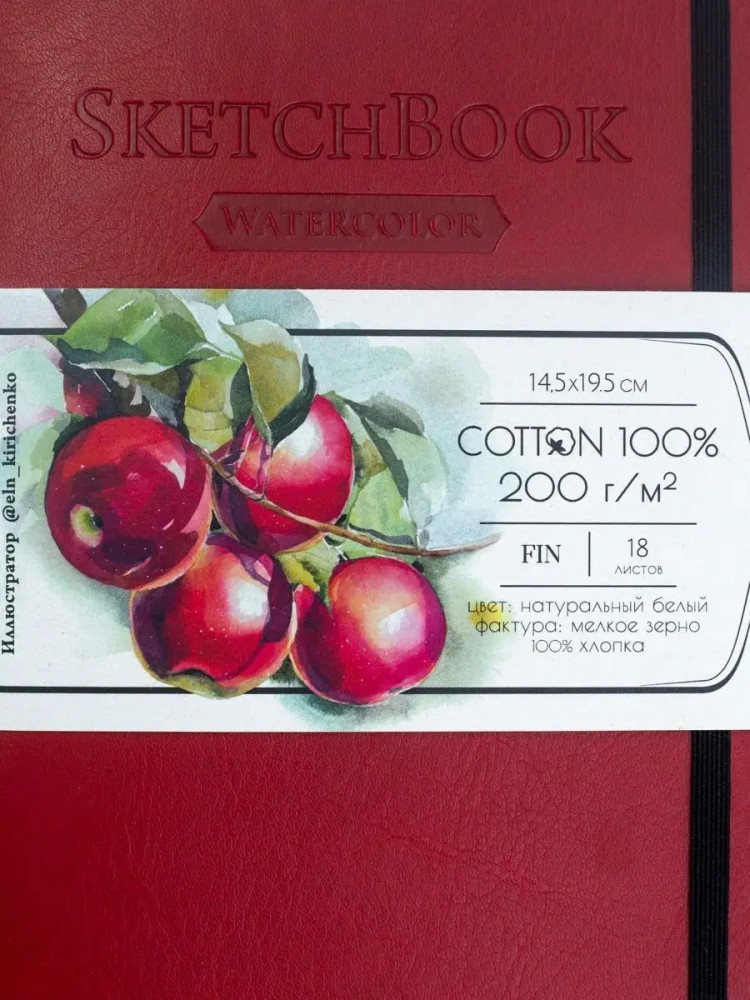 SKETCHBOOK
WATERCOLOR
Иллюстратор @eln_kirichenko
14,5x19.5 см
COTTON 100%
200 г/м²
FIN
18
листов
цвет: натуральный белый
фактура: мелкое зерно
100% хлопка